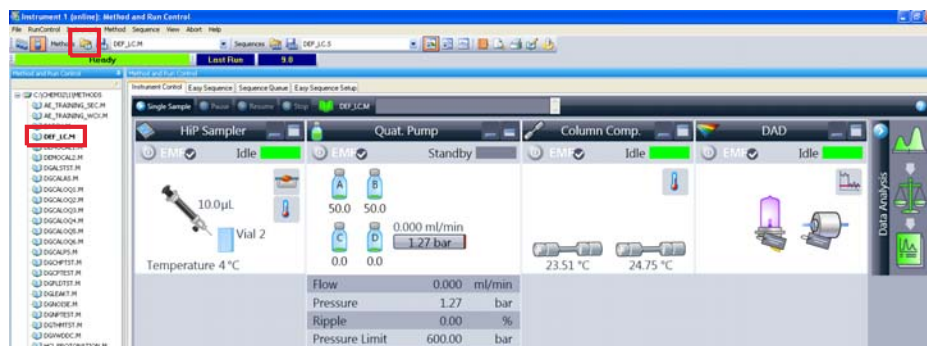 Instrument 1 (online): Method and Run Control
File RunControl Instrument Method Sequence View Abort Help
Methods DEF_LC.M Sequences DEF_LC.S
Ready Last Run 9.0
Method and Run Control
Method and Run Control
Instrument Control Easy Sequence Sequence Queue Easy Sequence Setup
C:\CHEM32\1\METHODS
AE_TRAINING_SEC.M
AE_TRAINING_WCX.M
DEF_LC.M
DEMOCAL2.M
DGALSTST.M
DGCALAS.M
DGCALOQ1.M
DGCALOQ2.M
DGCALOQ3.M
DGCALOQ4.M
DGCALOQ5.M
DGCALOQ6.M
DGCALPS.M
DGCHPTST.M
DGCPTEST.M
DGFLDTST.M
DGLEAKT.M
DGNOISE.M
DGNPTEST.M
DGTHMTST.M
DGVWDDC.M
Single Sample Pause Resume Stop DEF_LC.M
HiP Sampler Quat. Pump Column Comp. DAD
EMF Idle EMF Standby EMF Idle EMF Idle
A B
10.0µL 50.0 50.0
Vial 2 C D 0.000 ml/min
1.27 bar
Temperature 4 °C 0.0 0.0 23.51 °C 24.75 °C
Flow 0.000 ml/min
Pressure 1.27 bar
Ripple 0.00 %
Pressure Limit 600.00 bar
Data Analysis